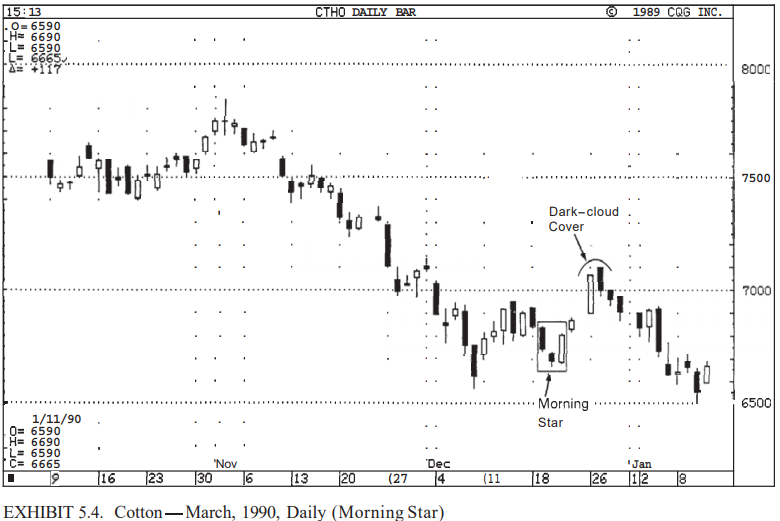 15:13 CTHO DAILY BAR © 1989 CQG INC.
O= 6590
H= 6690
L= 6590
L= 6665
Δ= +117
8000
7500
Dark-cloud
Cover
7000
6500
Morning
Star
1/11/90
O= 6590
H= 6690
L= 6590
C= 6665
Nov Dec Jan
9 16 23 30 6 13 20 27 4 11 18 26 1 2 8
EXHIBIT 5.4. Cotton—March, 1990, Daily (Morning Star)